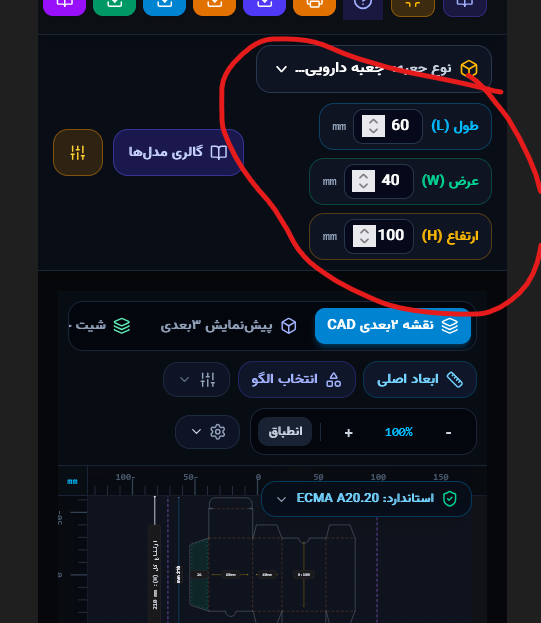 نوع جعبه: جعبه دارویی...
طول (L) 60 mm
گالری مدل‌ها
عرض (W) 40 mm
ارتفاع (H) 100 mm
نقشه ۲بعدی CAD پیش‌نمایش ۳بعدی شیت
ابعاد اصلی انتخاب الگو
- 100% + انطباق
mm 100- 50- 0 50 100 150
استاندارد: ECMA A20.20